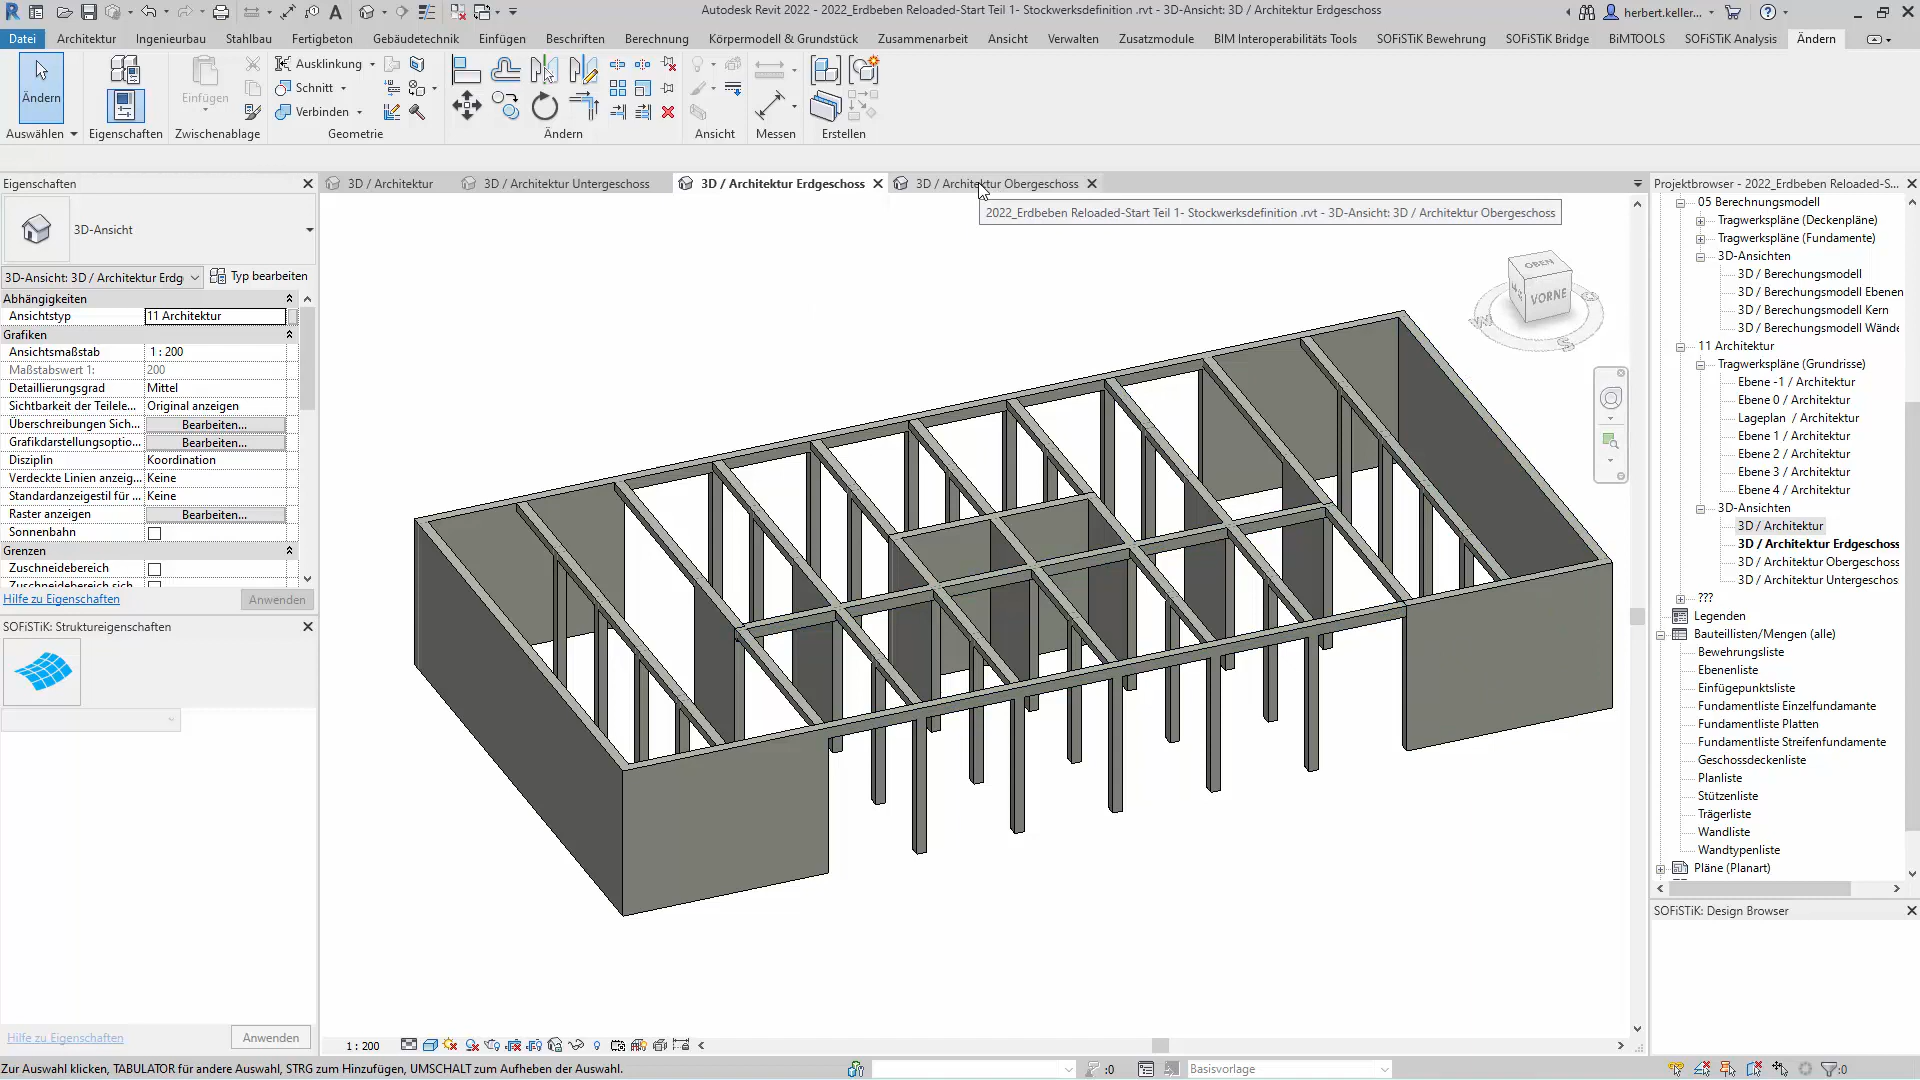 Autodesk Revit 2022 - 2022_Erdbeben Reloaded-Start Teil 1- Stockwerksdefinition .rvt - 3D-Ansicht: 3D / Architektur Erdgeschoss
herbert.keller...
Datei Architektur Ingenieurbau Stahlbau Fertigbeton Gebäudetechnik Einfügen Beschriften Berechnung Körpermodell & Grundstück Zusammenarbeit Ansicht Verwalten Zusatzmodule BIM Interoperabilitäts Tools SOFiSTiK Bewehrung SOFiSTiK Bridge BiMTOOLS SOFiSTiK Analysis Ändern
Ausklinkung
Schnitt
Verbinden
Ändern
Einfügen
Auswählen Eigenschaften Zwischenablage Geometrie Ändern Ansicht Messen Erstellen
Eigenschaften
3D / Architektur
3D / Architektur Untergeschoss
3D / Architektur Erdgeschoss
3D / Architektur Obergeschoss
2022_Erdbeben Reloaded-Start Teil 1- Stockwerksdefinition .rvt - 3D-Ansicht: 3D / Architektur Obergeschoss
3D-Ansicht
3D-Ansicht: 3D / Architektur Erdg
Typ bearbeiten
Abhängigkeiten
Ansichtstyp 11 Architektur
Grafiken
Ansichtsmaßstab 1 : 200
Maßstabswert 1: 200
Detaillierungsgrad Mittel
Sichtbarkeit der Teilele... Original anzeigen
Überschreibungen Sich... Bearbeiten...
Grafikdarstellungsoptio... Bearbeiten...
Disziplin Koordination
Verdeckte Linien anzeig... Keine
Standardanzeigestil für ... Keine
Raster anzeigen Bearbeiten...
Sonnenbahn
Grenzen
Zuschneidebereich
Zuschneidebereich sich
Hilfe zu Eigenschaften
Anwenden
SOFiSTiK: Struktureigenschaften
Hilfe zu Eigenschaften
Anwenden
OBEN
VORNE
W
S
Projektbrowser - 2022_Erdbeben Reloaded-S...
05 Berechnungsmodell
Tragwerkspläne (Deckenpläne)
Tragwerkspläne (Fundamente)
3D-Ansichten
3D / Berechungsmodell
3D / Berechungsmodell Ebenen
3D / Berechungsmodell Kern
3D / Berechungsmodell Wände
11 Architektur
Tragwerkspläne (Grundrisse)
Ebene -1 / Architektur
Ebene 0 / Architektur
Lageplan / Architektur
Ebene 1 / Architektur
Ebene 2 / Architektur
Ebene 3 / Architektur
Ebene 4 / Architektur
3D-Ansichten
3D / Architektur
3D / Architektur Erdgeschoss
3D / Architektur Obergeschoss
3D / Architektur Untergeschos
???
Legenden
Bauteillisten/Mengen (alle)
Bewehrungsliste
Ebenenliste
Einfügepunktsliste
Fundamentliste Einzelfundamante
Fundamentliste Platten
Fundamentliste Streifenfundamente
Geschossdeckenliste
Planliste
Stützenliste
Trägerliste
Wandliste
Wandtypenliste
Pläne (Planart)
SOFiSTiK: Design Browser
1 : 200
Zur Auswahl klicken, TABULATOR für andere Auswahl, STRG zum Hinzufügen, UMSCHALT zum Aufheben der Auswahl.
:0
Basisvorlage
:0